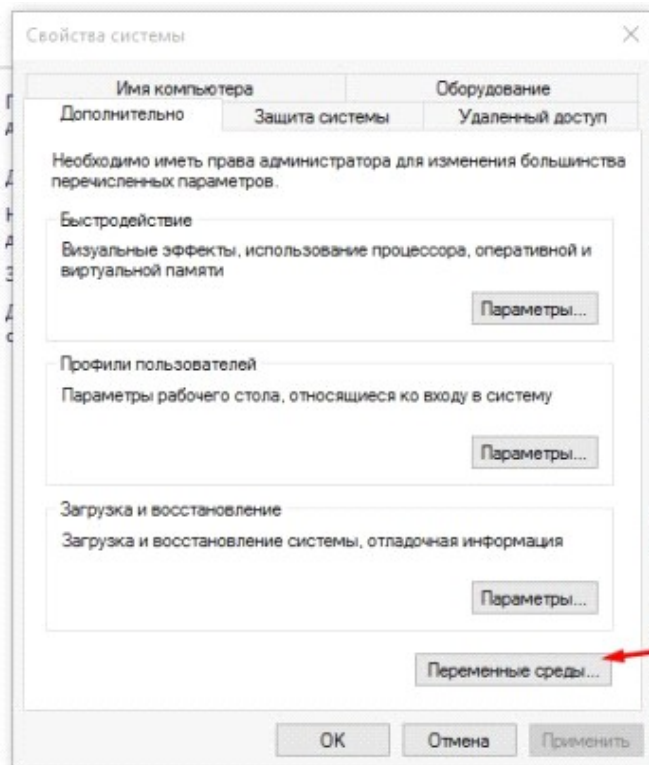 Свойства системы
Имя компьютера
Оборудование
Дополнительно
Защита системы
Удаленный доступ
Необходимо иметь права администратора для изменения большинства
перечисленных параметров.
Быстродействие
Визуальные эффекты, использование процессора, оперативной и
виртуальной памяти
Параметры...
Профили пользователей
Параметры рабочего стола, относящиеся ко входу в систему
Параметры...
Загрузка и восстановление
Загрузка и восстановление системы, отладочная информация
Параметры...
Переменные среды...
OK
Отмена
Применить